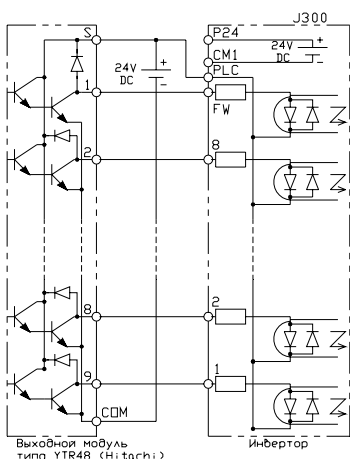 J300
S
P24
24V
DC
+
−
CM1
24V
DC
+
−
PLC
1
FW
2
8
8
2
9
1
COM
Выходной модуль
типа YTR48 (Hitachi)
Инвертор